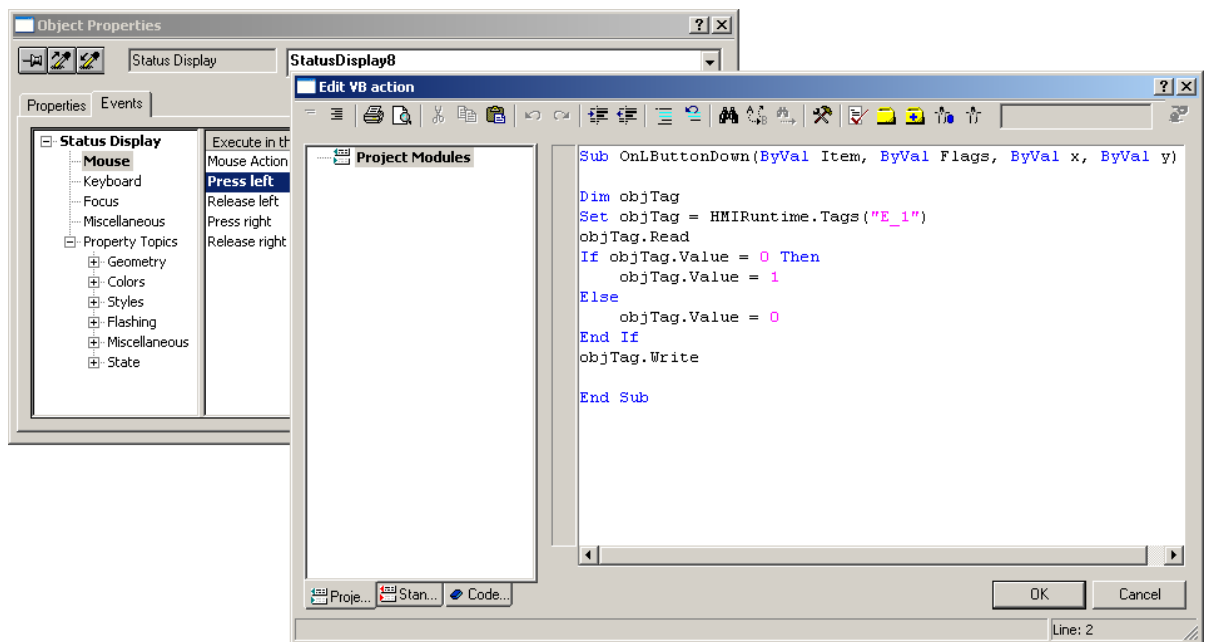 Object Properties
Status Display
StatusDisplay8
Properties
Events
Status Display
Mouse
Keyboard
Focus
Miscellaneous
Property Topics
Geometry
Colors
Styles
Flashing
Miscellaneous
State
Execute in th
Mouse Action
Press left
Release left
Press right
Release right
Edit VB action
Project Modules
Sub OnLButtonDown(ByVal Item, ByVal Flags, ByVal x, ByVal y)
Dim objTag
Set objTag = HMIRuntime.Tags("E_1")
objTag.Read
If objTag.Value = 0 Then
objTag.Value = 1
Else
objTag.Value = 0
End If
objTag.Write
End Sub
Proje...
Stan...
Code...
OK
Cancel
Line: 2